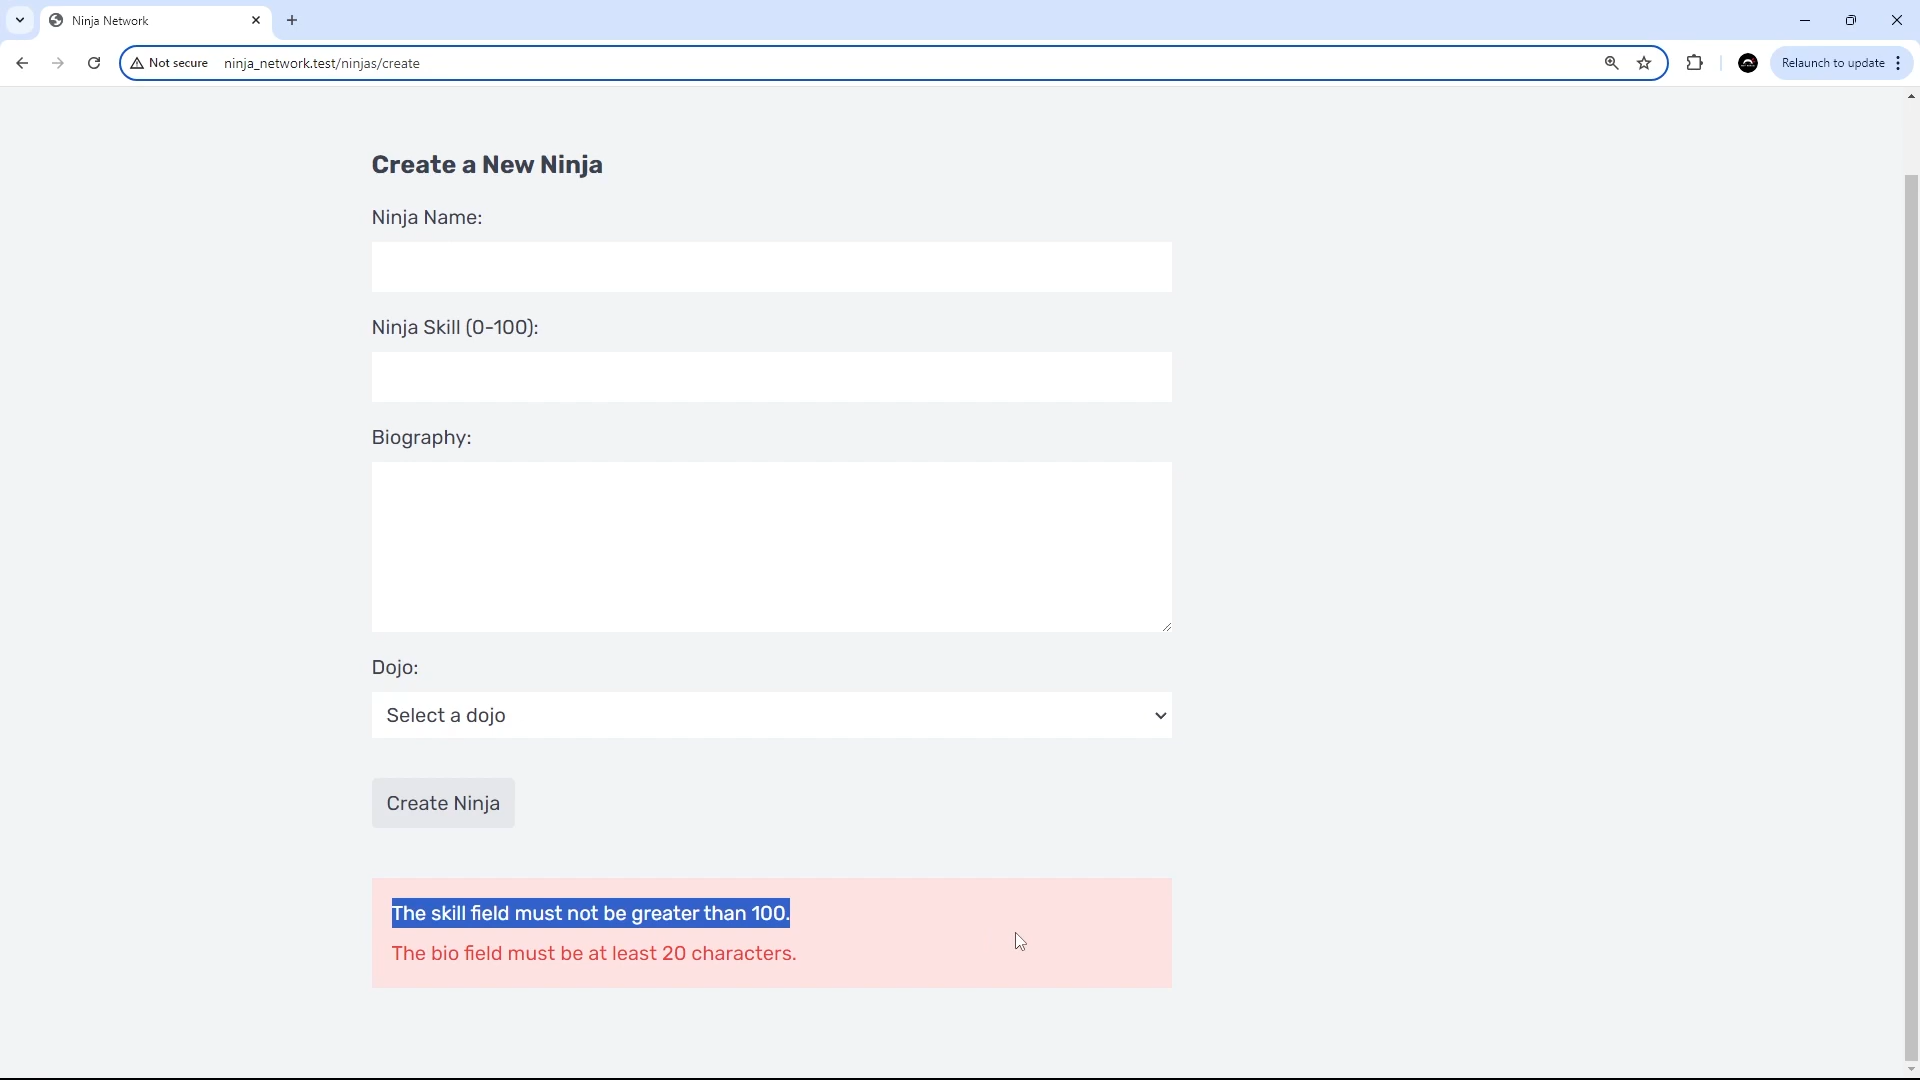 Ninja Network
Not secure
ninja_network.test/ninjas/create
Relaunch to update
Create a New Ninja
Ninja Name:
Ninja Skill (0-100):
Biography:
Dojo:
Select a dojo
Create Ninja
The skill field must not be greater than 100.
The bio field must be at least 20 characters.